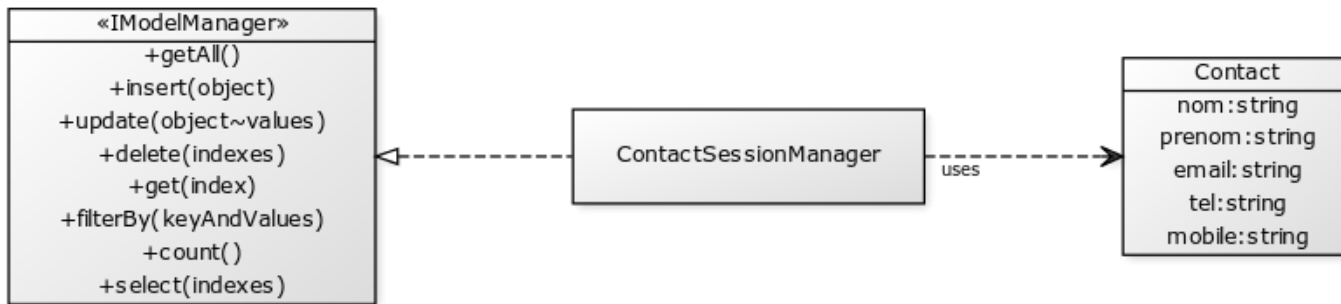 «IModelManager»
+getAll()
+insert(object)
+update(object~values)
+delete(indexes)
+get(index)
+filterBy(keyAndValues)
+count()
+select(indexes)
ContactSessionManager
uses
Contact
nom:string
prenom:string
email:string
tel:string
mobile:string